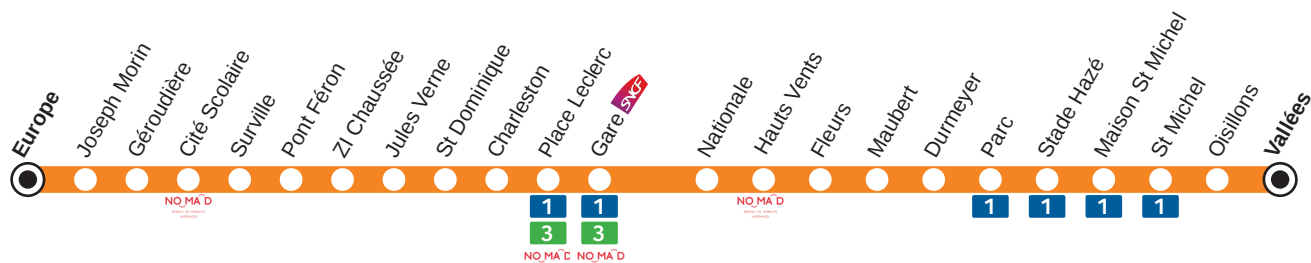 Europe
Joseph Morin
Géroudière
Cité Scolaire
Surville
Pont Féron
ZI Chaussée
Jules Verne
St Dominique
Charleston
Place Leclerc
Gare SNCF
Nationale
Hauts Vents
Fleurs
Maubert
Durmeyer
Parc
Stade Hazé
Maison St Michel
St Michel
Oisillons
Vallées
NOMAD
1
1
NOMAD
1
1
1
1
3
3
NOMAD
NOMAD